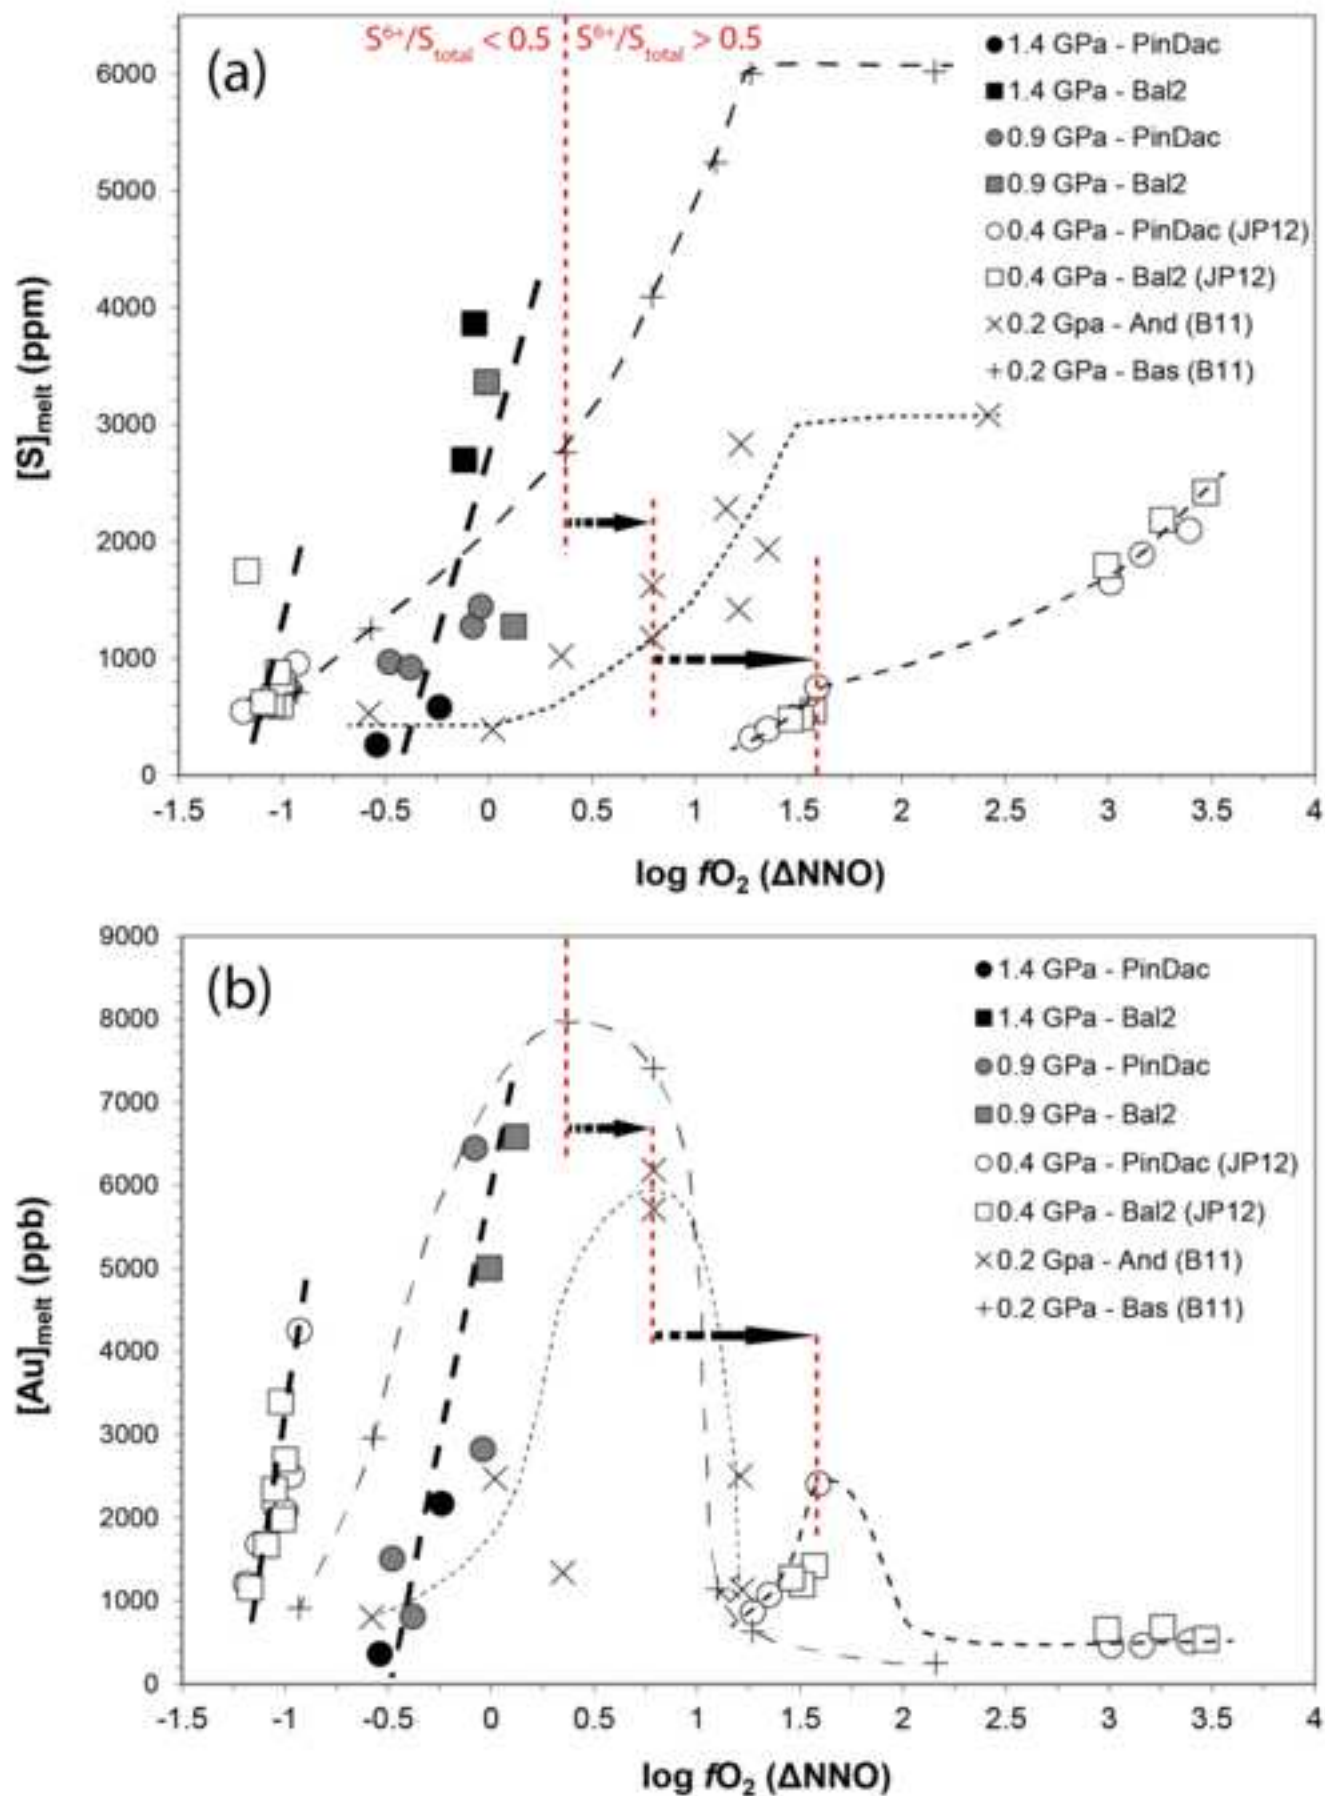 S⁶⁺/S_total < 0.5 S⁶⁺/S_total > 0.5
(a)
1.4 GPa - PinDac
1.4 GPa - Bal2
0.9 GPa - PinDac
0.9 GPa - Bal2
0.4 GPa - PinDac (JP12)
0.4 GPa - Bal2 (JP12)
0.2 Gpa - And (B11)
0.2 GPa - Bas (B11)
[S]melt (ppm)
6000
5000
4000
3000
2000
1000
0
-1.5 -1 -0.5 0 0.5 1 1.5 2 2.5 3 3.5 4
log fO₂ (ΔNNO)
(b)
1.4 GPa - PinDac
1.4 GPa - Bal2
0.9 GPa - PinDac
0.9 GPa - Bal2
0.4 GPa - PinDac (JP12)
0.4 GPa - Bal2 (JP12)
0.2 Gpa - And (B11)
0.2 GPa - Bas (B11)
[Au]melt (ppb)
9000
8000
7000
6000
5000
4000
3000
2000
1000
0
-1.5 -1 -0.5 0 0.5 1 1.5 2 2.5 3 3.5 4
log fO₂ (ΔNNO)